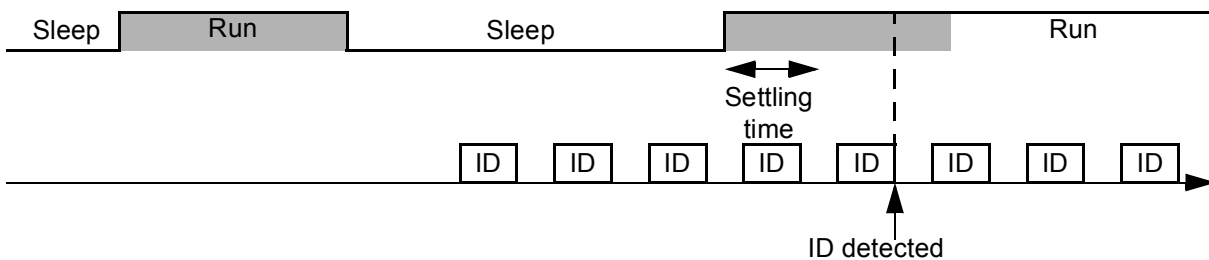 Sleep Run Sleep Run
Settling
time
ID ID ID ID ID ID ID ID
ID detected